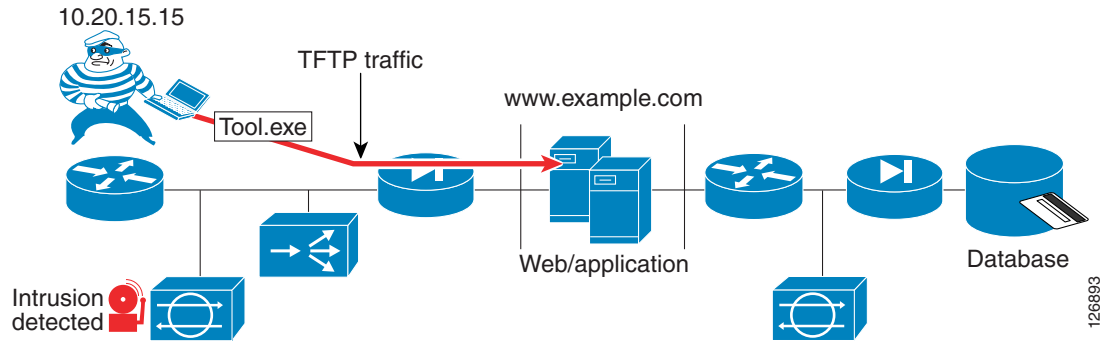 10.20.15.15
TFTP traffic
www.example.com
Tool.exe
Web/application
Database
Intrusion
detected
126893